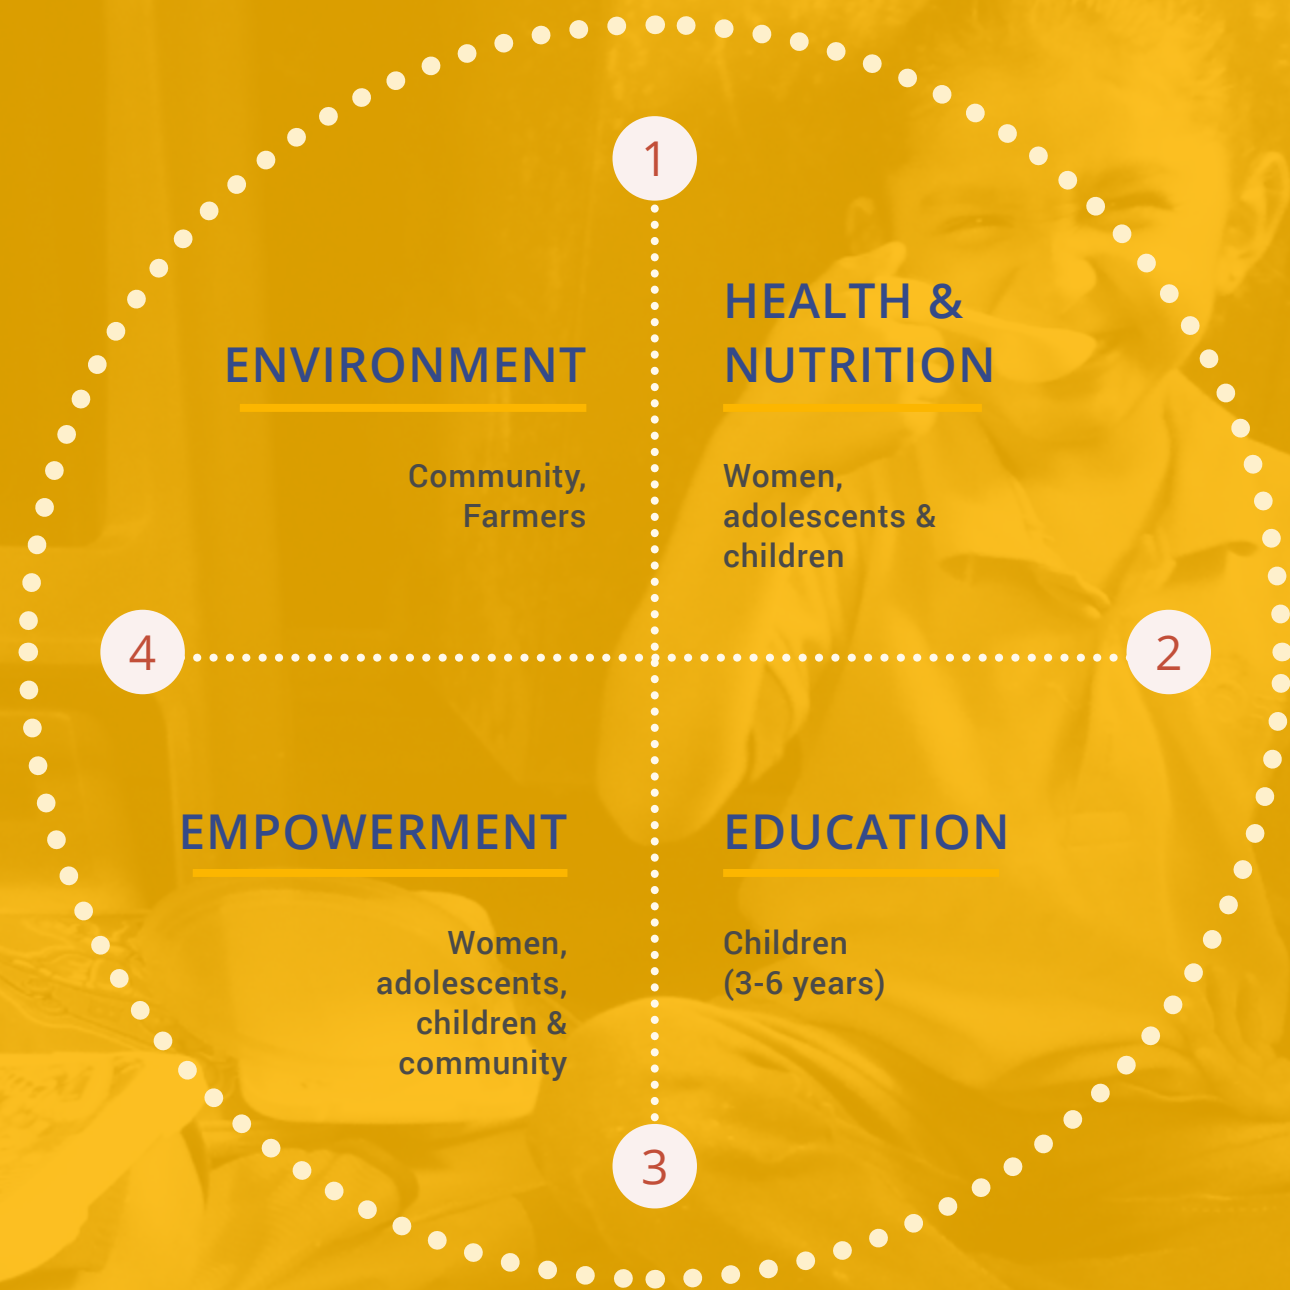 1
HEALTH &
NUTRITION
Women,
adolescents &
children
2
EDUCATION
Children
(3-6 years)
3
EMPOWERMENT
Women,
adolescents,
children &
community
4
ENVIRONMENT
Community,
Farmers